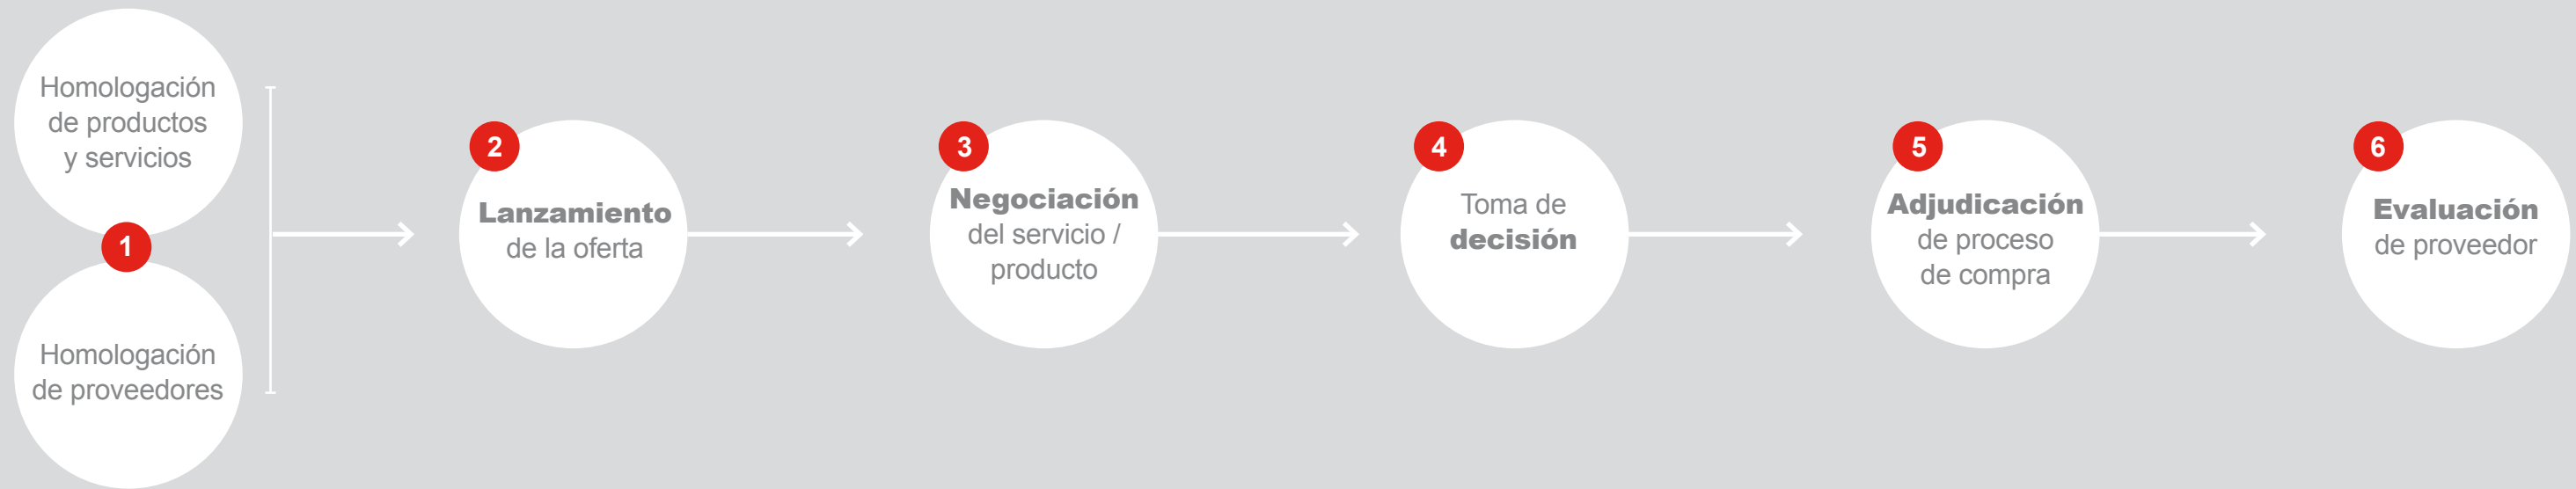 Homologación
de productos
y servicios
1
Homologación
de proveedores
2
Lanzamiento
de la oferta
3
Negociación
del servicio /
producto
4
Toma de
decisión
5
Adjudicación
de proceso
de compra
6
Evaluación
de proveedor